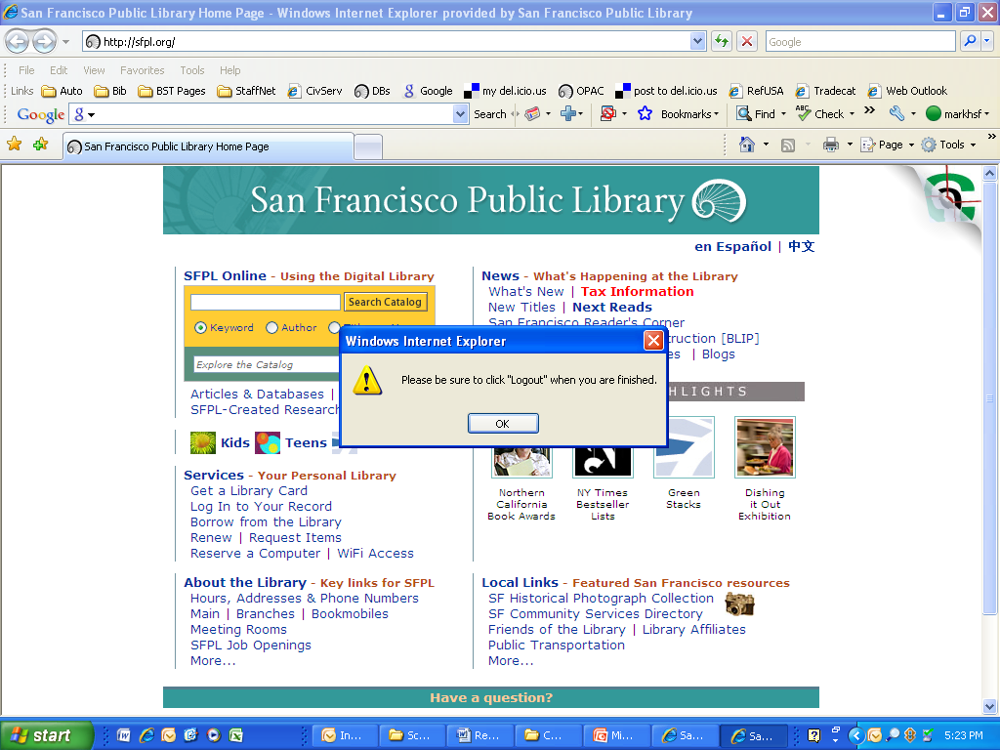 San Francisco Public Library Home Page - Windows Internet Explorer provided by San Francisco Public Library
http://sfpl.org/
Google
File Edit View Favorites Tools Help
Links Auto Bib BST Pages StaffNet CivServ DBs Google my del.icio.us OPAC post to del.icio.us RefUSA Tradecat Web Outlook
Google Search Bookmarks Find Check markhsf
San Francisco Public Library Home Page
Page Tools
San Francisco Public Library
en Español | 中文
SFPL Online - Using the Digital Library
Search Catalog
Keyword Author
Explore the Catalog
Articles & Databases |
SFPL-Created Research
Kids Teens
Services - Your Personal Library
Get a Library Card
Log In to Your Record
Borrow from the Library
Renew | Request Items
Reserve a Computer | WiFi Access
About the Library - Key links for SFPL
Hours, Addresses & Phone Numbers
Main | Branches | Bookmobiles
Meeting Rooms
SFPL Job Openings
More...
News - What's Happening at the Library
What's New | Tax Information
New Titles | Next Reads
San Francisco Reader's Corner
truction [BLIP]
es | Blogs
Windows Internet Explorer
Please be sure to click "Logout" when you are finished.
OK
HLIGHTS
Northern
California
Book Awards
NY Times
Bestseller
Lists
Green
Stacks
Dishing
it Out
Exhibition
Local Links - Featured San Francisco resources
SF Historical Photograph Collection
SF Community Services Directory
Friends of the Library | Library Affiliates
Public Transportation
More...
Have a question?
start In... Sc... Re... C... Mi... Sa... Sa... 5:23 PM